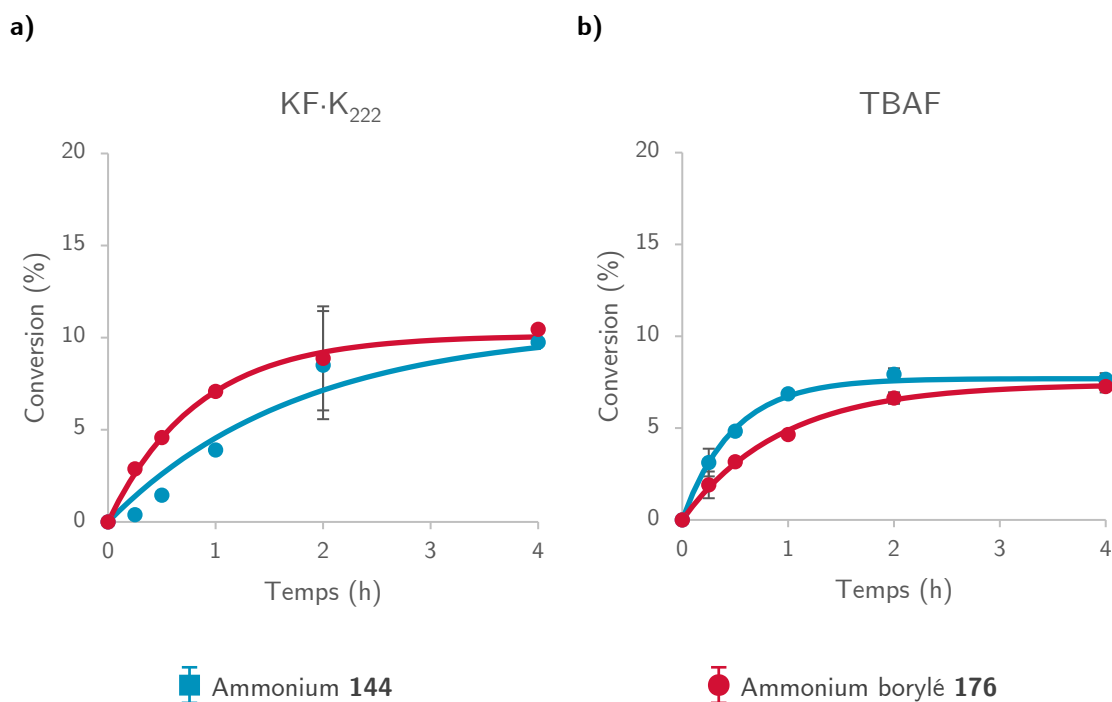 a)
KF·K₂₂₂
Conversion (%)
20
15
10
5
0
0 1 2 3 4
Temps (h)
b)
TBAF
Conversion (%)
20
15
10
5
0
0 1 2 3 4
Temps (h)
Ammonium 144
Ammonium borylé 176